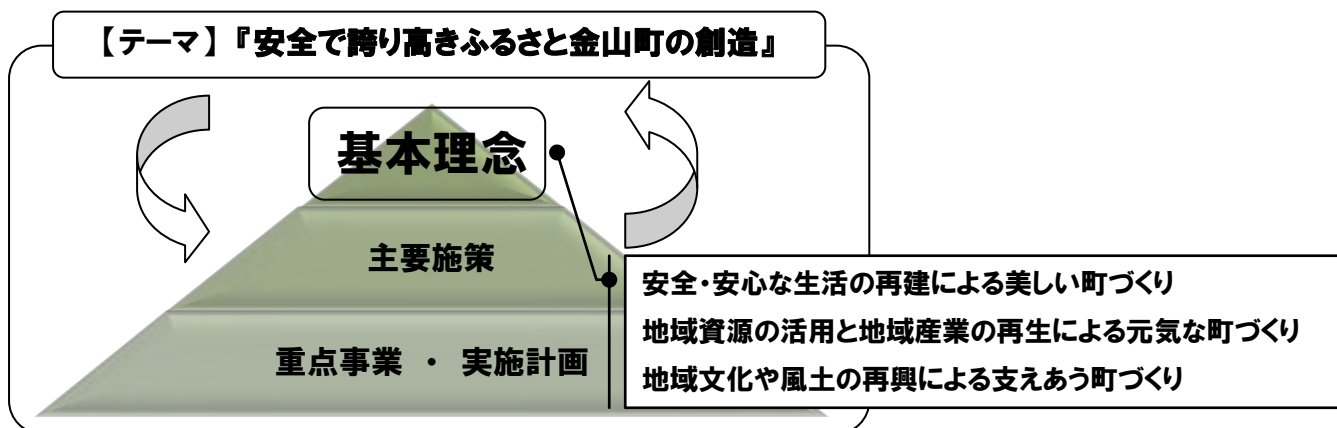 【テーマ】『安全で誇り高きふるさと金山町の創造』
基本理念
主要施策
重点事業 ・ 実施計画
安全・安心な生活の再建による美しい町づくり
地域資源の活用と地域産業の再生による元気な町づくり
地域文化や風土の再興による支えあう町づくり